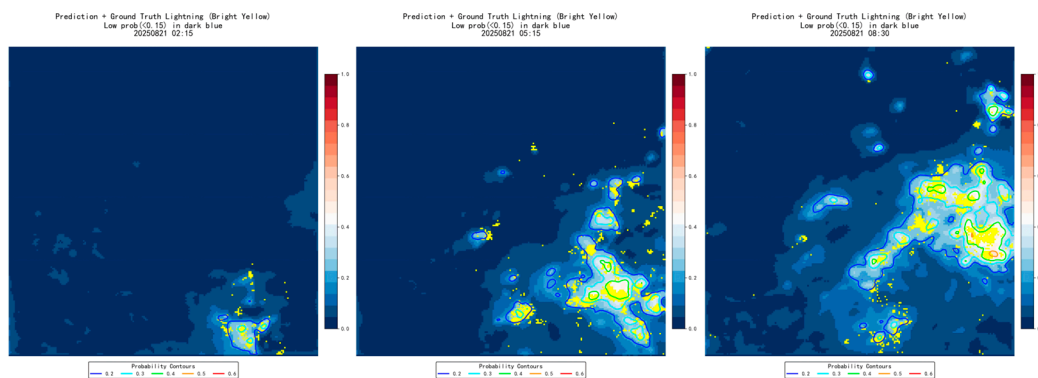 Prediction + Ground Truth Lightning (Bright Yellow)
Low prob(<0.15) in dark blue
20250821 02:15
1.0
0.8
0.6
0.4
0.2
0.0
Probability Contours
0.2 0.3 0.4 0.5 0.6
Prediction + Ground Truth Lightning (Bright Yellow)
Low prob(<0.15) in dark blue
20250821 05:15
1.0
0.8
0.6
0.4
0.2
0.0
Probability Contours
0.2 0.3 0.4 0.5 0.6
Prediction + Ground Truth Lightning (Bright Yellow)
Low prob(<0.15) in dark blue
20250821 08:30
Probability Contours
0.2 0.3 0.4 0.5 0.6